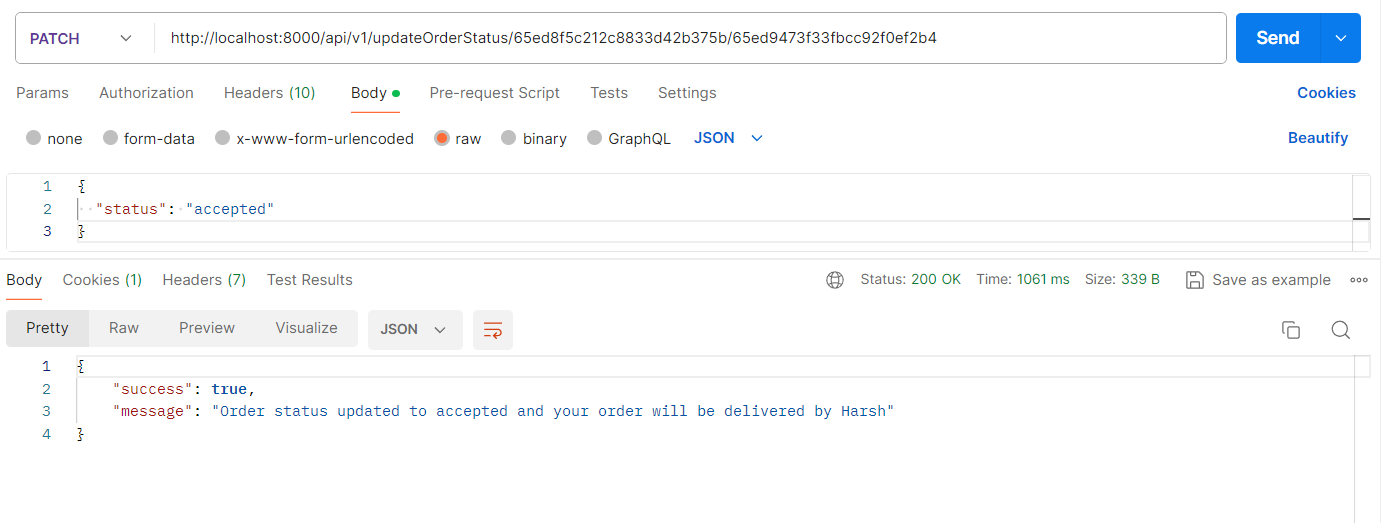 PATCH http://localhost:8000/api/v1/updateOrderStatus/65ed8f5c212c8833d42b375b/65ed9473f33fbcc92f0ef2b4 Send
Params Authorization Headers (10) Body Pre-request Script Tests Settings Cookies
none form-data x-www-form-urlencoded raw binary GraphQL JSON Beautify
1 {
2 "status": "accepted"
3 }
Body Cookies (1) Headers (7) Test Results Status: 200 OK Time: 1061 ms Size: 339 B Save as example
Pretty Raw Preview Visualize JSON
1 {
2 "success": true,
3 "message": "Order status updated to accepted and your order will be delivered by Harsh"
4 }